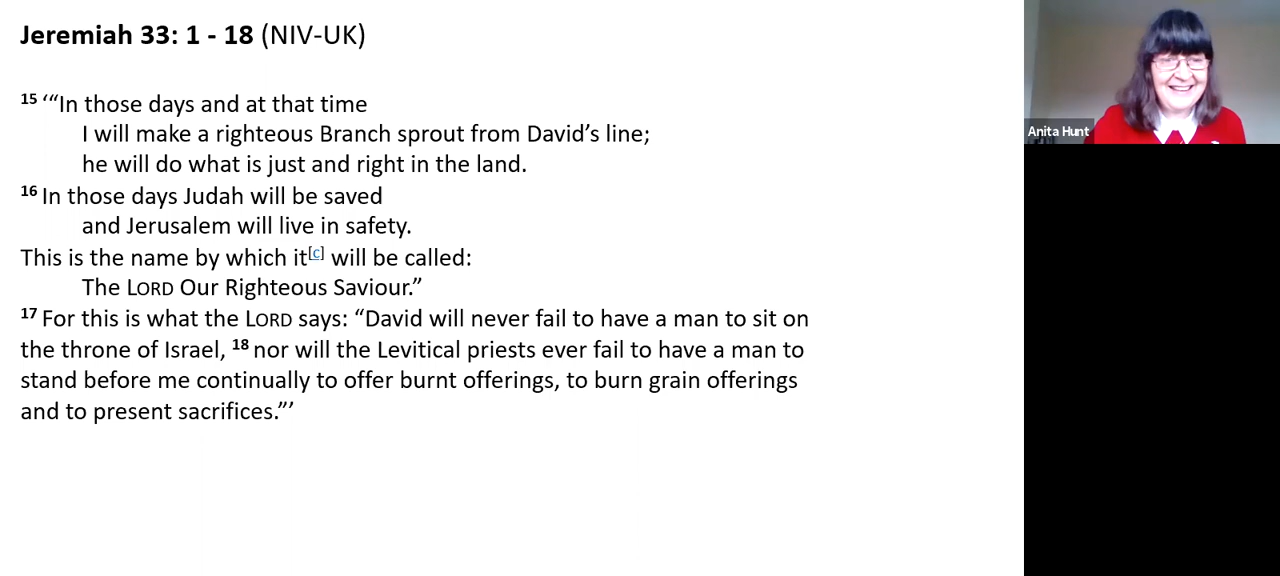 Jeremiah 33: 1 - 18 (NIV-UK)
15 ‘“In those days and at that time
I will make a righteous Branch sprout from David’s line;
he will do what is just and right in the land.
16 In those days Judah will be saved
and Jerusalem will live in safety.
This is the name by which it[c] will be called:
The LORD Our Righteous Saviour.”
17 For this is what the LORD says: “David will never fail to have a man to sit on
the throne of Israel, 18 nor will the Levitical priests ever fail to have a man to
stand before me continually to offer burnt offerings, to burn grain offerings
and to present sacrifices.”’
Anita Hunt